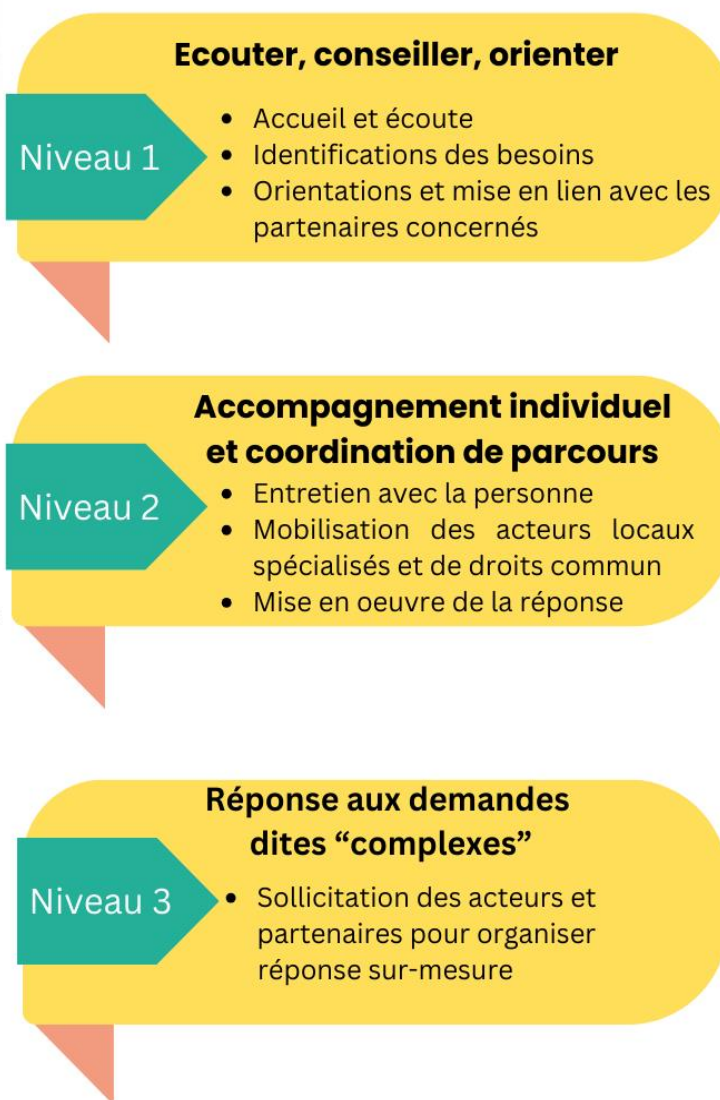 Ecouter, conseiller, orienter
Niveau 1
• Accueil et écoute
• Identifications des besoins
• Orientations et mise en lien avec les
partenaires concernés
Accompagnement individuel
et coordination de parcours
Niveau 2
• Entretien avec la personne
• Mobilisation des acteurs locaux
spécialisés et de droits commun
• Mise en oeuvre de la réponse
Réponse aux demandes
dites “complexes”
Niveau 3
• Sollicitation des acteurs et
partenaires pour organiser
réponse sur-mesure